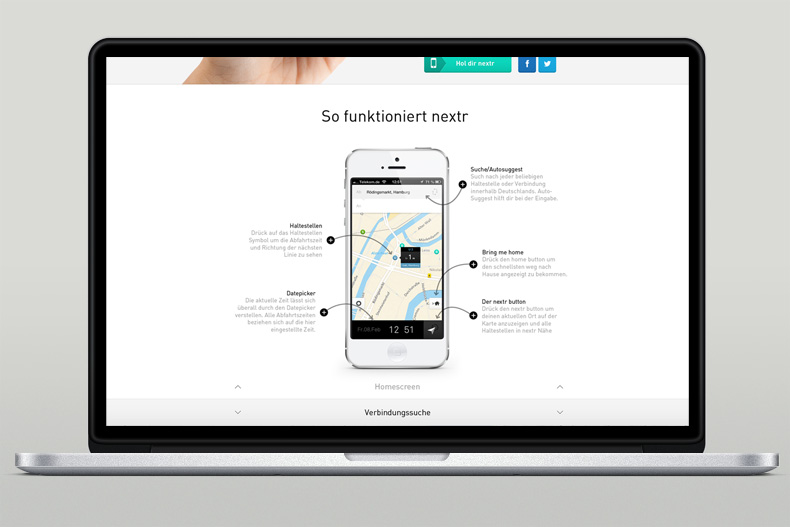 Hol dir nextr
So funktioniert nextr
Telekom.de
12:51
71 %
Rödingsmarkt, Hamburg
Suche/Autosuggest
Such nach jeder beliebigen
Haltestelle oder Verbindung
innerhalb Deutschlands. Auto-
Suggest hilft dir bei der Eingabe.
Haltestellen
Drück auf das Haltestellen
Symbol um die Abfahrtszeit
und Richtung der nächsten
Linie zu sehen
Bring me home
Drück den home button um
den schnellsten weg nach
Hause angezeigt zu bekommen.
Datepicker
Die aktuelle Zeit lässt sich
überall durch den Datepicker
verstellen. Alle Abfahrtszeiten
beziehen sich auf die hier
eingestellte Zeit.
Der nextr button
Drück den nextr button um
deinen aktuellen Ort auf der
Karte anzuzeigen und alle
Haltestellen in nextr Nähe
Fr. 08 Feb
12 51
Homescreen
Verbindungssuche